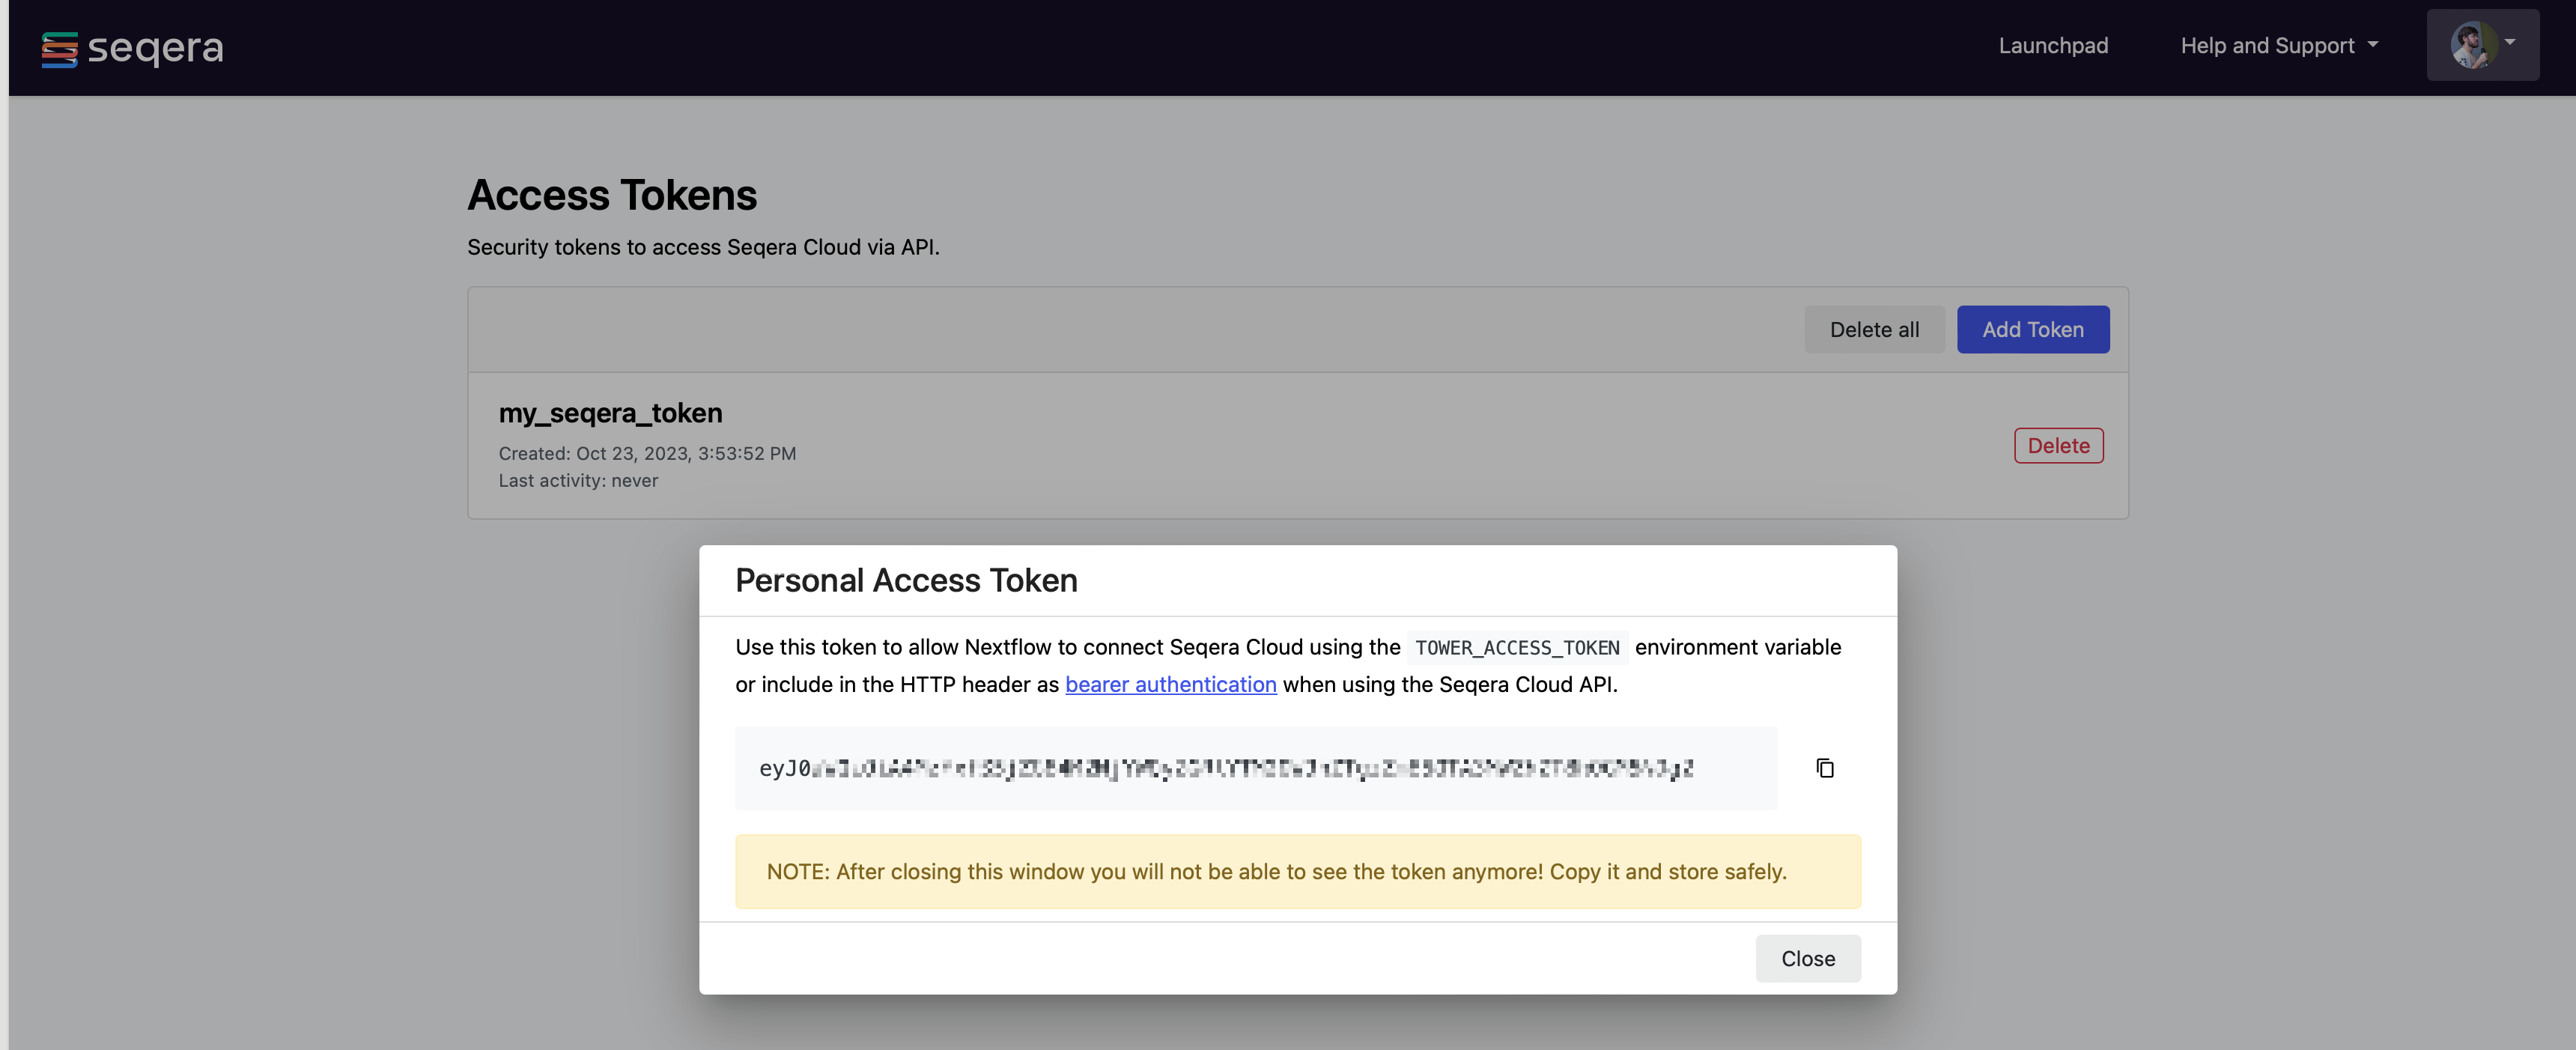 seqera
Launchpad
Help and Support
Access Tokens
Security tokens to access Seqera Cloud via API.
Delete all
Add Token
my_seqera_token
Created: Oct 23, 2023, 3:53:52 PM
Last activity: never
Delete
Personal Access Token
Use this token to allow Nextflow to connect Seqera Cloud using the TOWER_ACCESS_TOKEN environment variable
or include in the HTTP header as bearer authentication when using the Seqera Cloud API.
eyJ0
NOTE: After closing this window you will not be able to see the token anymore! Copy it and store safely.
Close